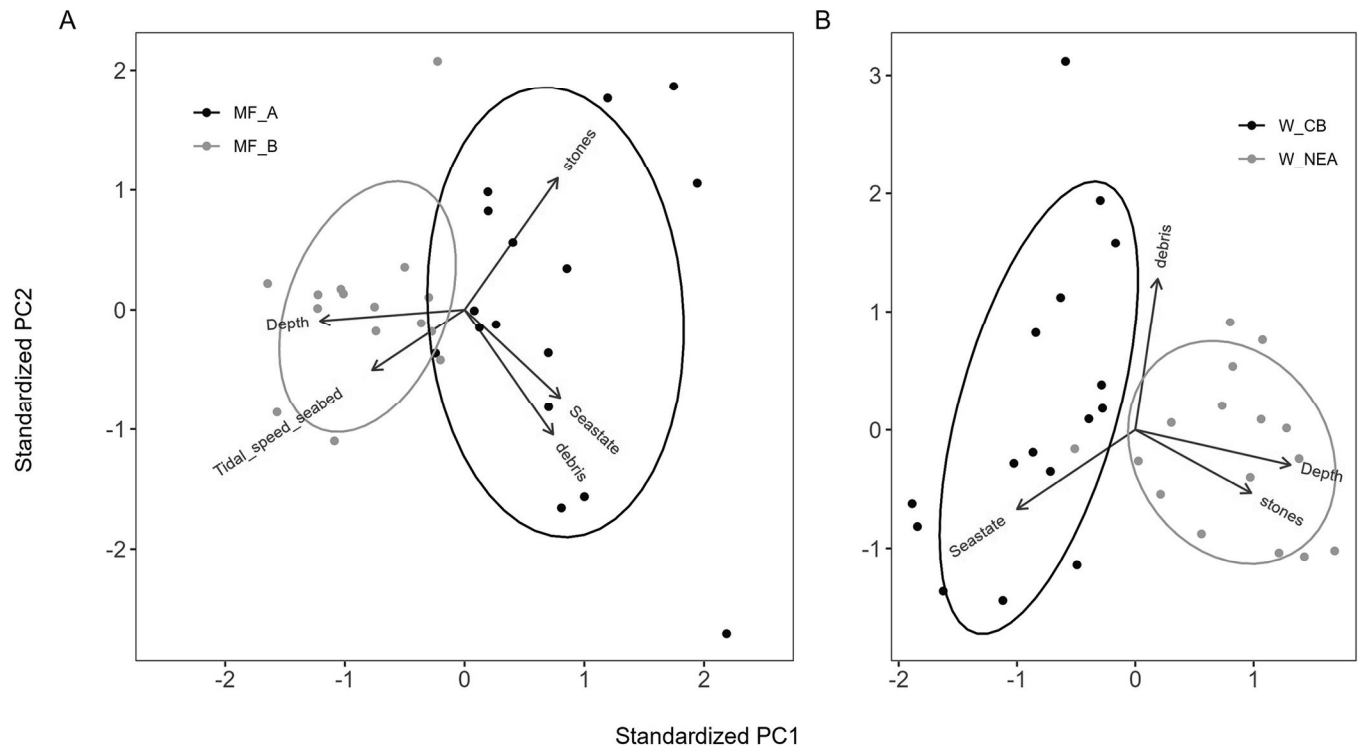 A
B
MF_A
MF_B
stones
Depth
Tidal_speed_seabed
Seastate
debris
2
1
0
-1
-2
-2
-1
0
1
2
W_CB
W_NEA
debris
Depth
stones
Seastate
3
2
1
0
-1
-2
-1
0
1
Standardized PC2
Standardized PC1